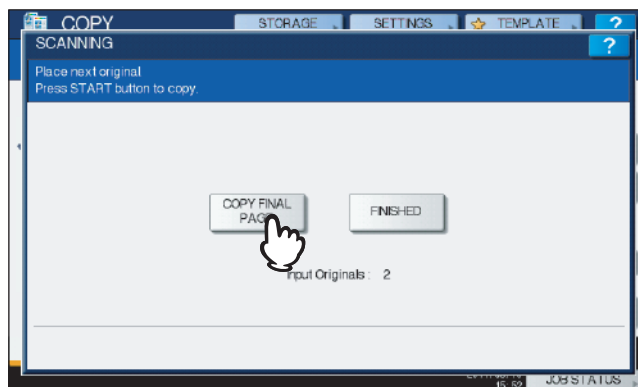 COPY STORAGE SETTINGS TEMPLATE ?
SCANNING ?
Place next original
Press START button to copy.
COPY FINAL
FINISHED
Input Originals : 2
15:52 JOB STATUS